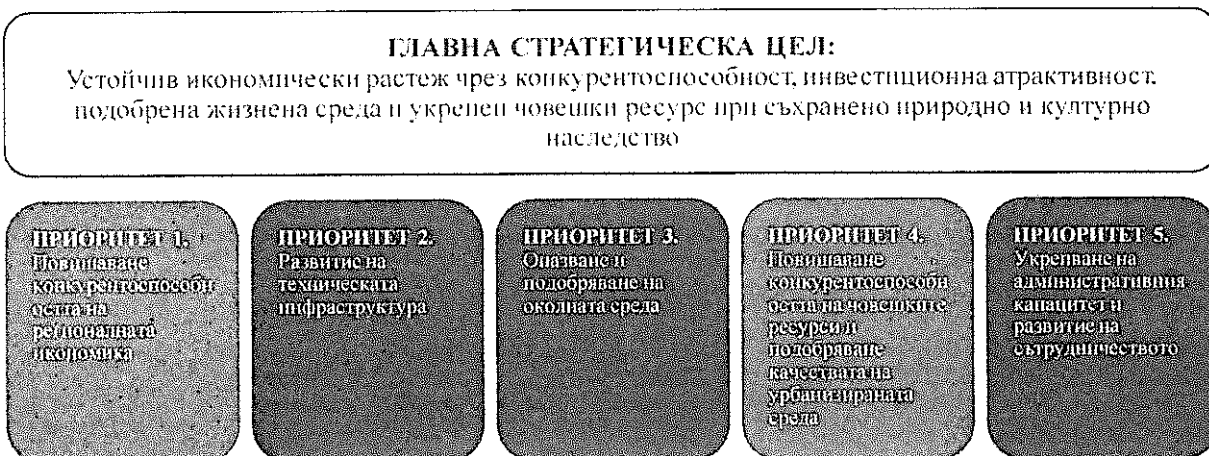 ГЛАВНА СТРАТЕГИЧЕСКА ЦЕЛ:
Устойчив икономически растеж чрез конкурентоспособност, инвестиционна атрактивност,
подобрена жизнена среда и укрепен човешки ресурс при съхранено природно и културно
наследство
ПРИОРИТЕТ 1.
Повишаване
конкурентоспособн
остта на
регионалната
икономика
ПРИОРИТЕТ 2.
Развитие на
техническата
инфраструктура
ПРИОРИТЕТ 3.
Опазване и
подобряване на
околната среда
ПРИОРИТЕТ 4.
Повишаване
конкурентоспособн
остта на човешките
ресурси и
подобряване
качествата на
урбанизираната
среда
ПРИОРИТЕТ 5.
Укрепване на
административния
капацитет и
развитие на
сътрудничеството